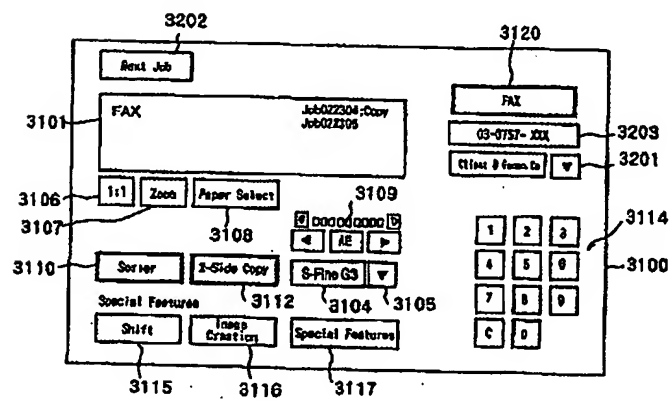 3202
3120
Next Job
FAX
3101
FAX
Job022304;Copy
Job022305
03-0757-XXX
3203
Client
▼
3201
3106
1:1
Zoom
Paper Select
3109
3107
3108
◀ AE ▶
3114
1 2 3
3110
Sorter
2-Side Copy
S-Fine G3
▼
4 5 6
3100
3112
3104
3105
7 8 9
Special Features
Shift
Creation
Special Features
C 0
3115
3116
3117